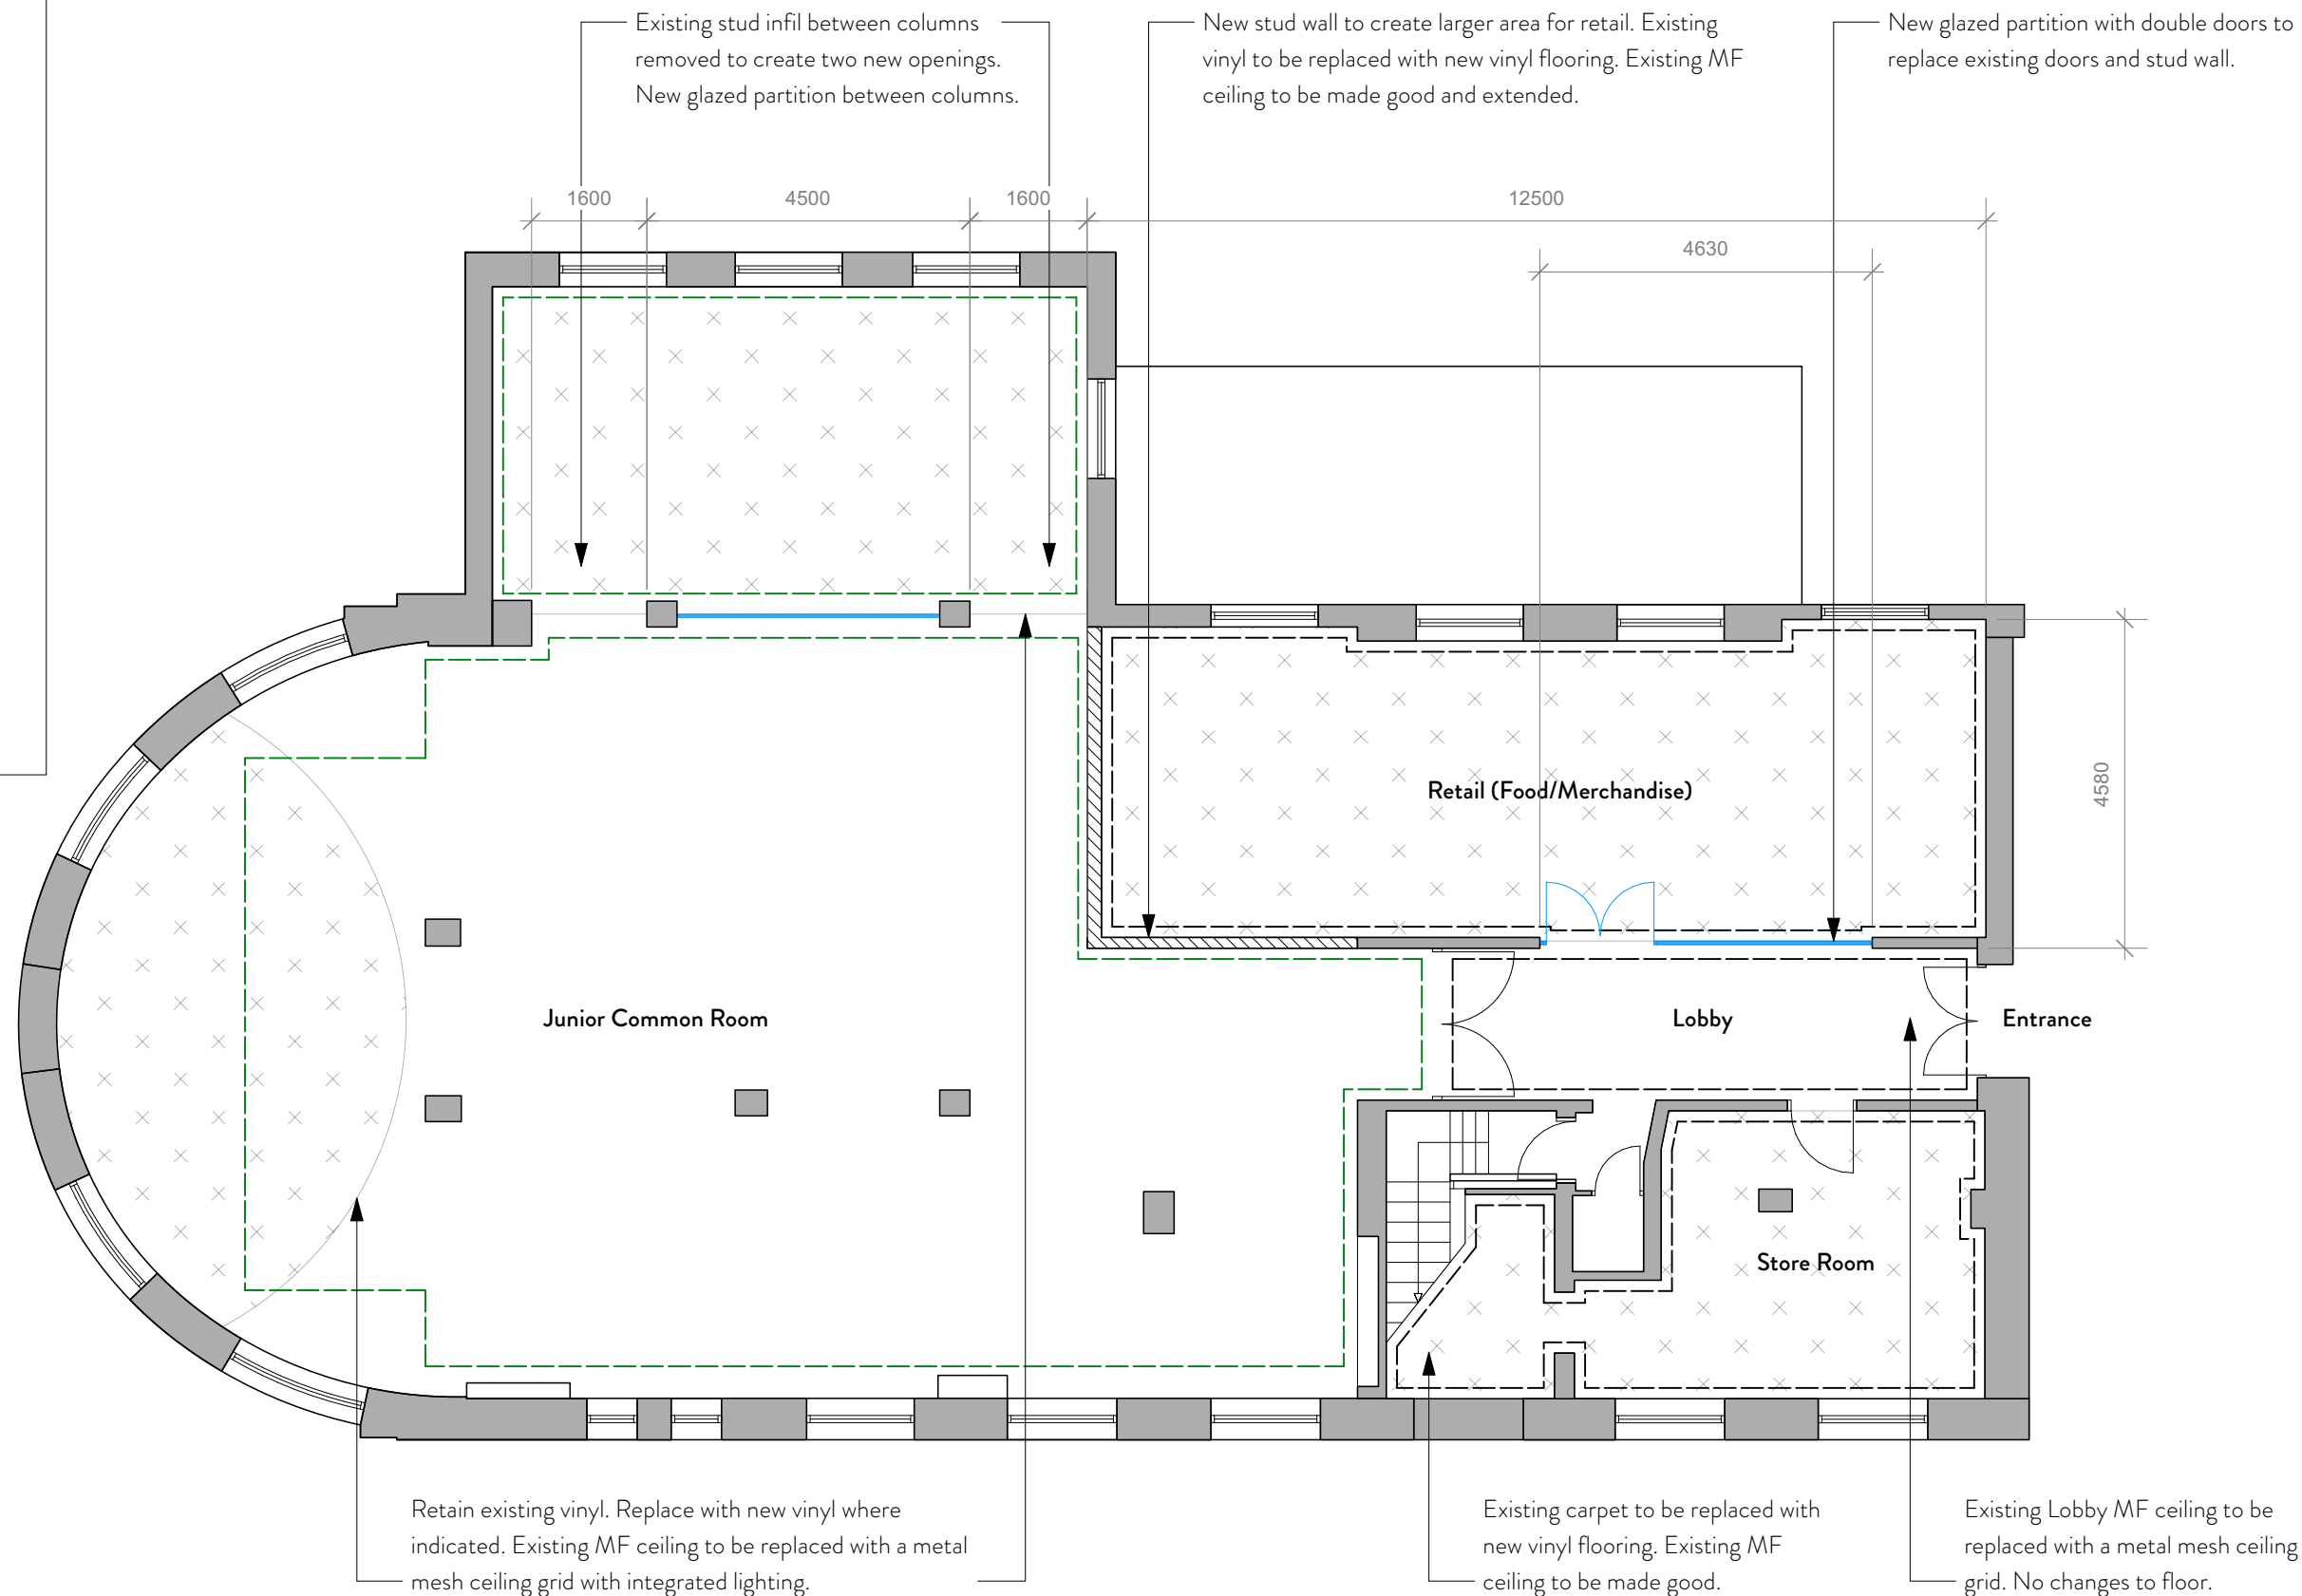 Existing stud infil between columns
removed to create two new openings.
New glazed partition between columns.
New stud wall to create larger area for retail. Existing
vinyl to be replaced with new vinyl flooring. Existing MF
ceiling to be made good and extended.
New glazed partition with double doors to
replace existing doors and stud wall.
1600
4500
1600
12500
4630
4580
Retail (Food/Merchandise)
Junior Common Room
Lobby
Entrance
Store Room
Retain existing vinyl. Replace with new vinyl where
indicated. Existing MF ceiling to be replaced with a metal
mesh ceiling grid with integrated lighting.
Existing carpet to be replaced with
new vinyl flooring. Existing MF
ceiling to be made good.
Existing Lobby MF ceiling to be
replaced with a metal mesh ceiling
grid. No changes to floor.